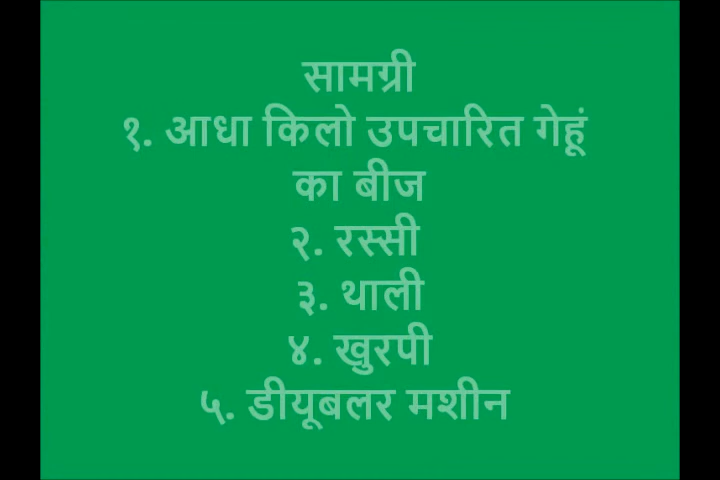 सामग्री
१. आधा किलो उपचारित गेहूं
का बीज
२. रस्सी
३. थाली
४. खुरपी
५. डीयूबलर मशीन